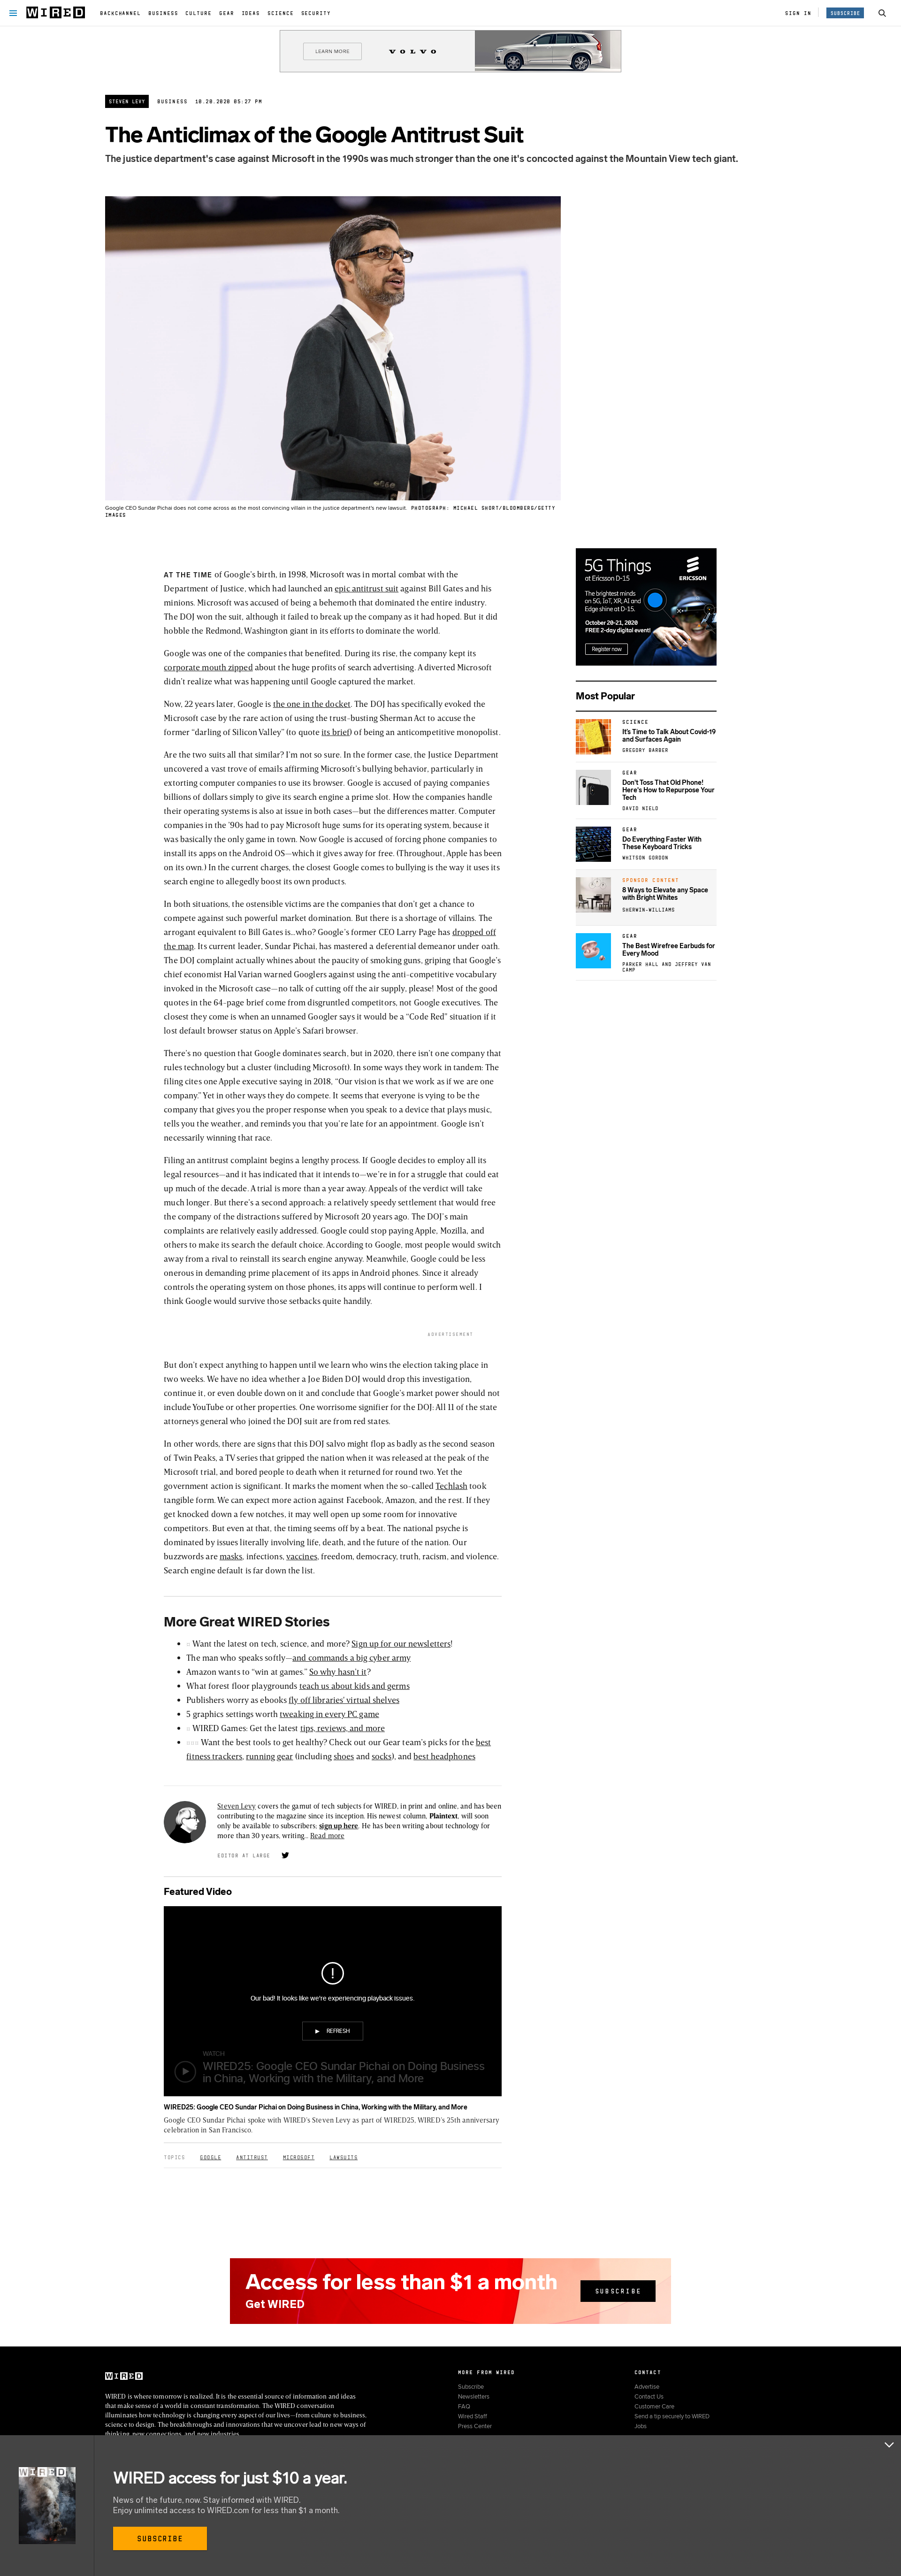 WIRED
BACKCHANNEL BUSINESS CULTURE GEAR IDEAS SCIENCE SECURITY
SIGN IN
SUBSCRIBE
LEARN MORE
VOLVO
STEVEN LEVY
BUSINESS
10.20.2020 05:27 PM
The Anticlimax of the Google Antitrust Suit
The justice department's case against Microsoft in the 1990s was much stronger than the one it's concocted against the Mountain View tech giant.
Google CEO Sundar Pichai does not come across as the most convincing villain in the justice department's new lawsuit. PHOTOGRAPH: MICHAEL SHORT/BLOOMBERG/GETTY
IMAGES
AT THE TIME of Google's birth, in 1998, Microsoft was in mortal combat with the
Department of Justice, which had launched an epic antitrust suit against Bill Gates and his
minions. Microsoft was accused of being a behemoth that dominated the entire industry.
The DOJ won the suit, although it failed to break up the company as it had hoped. But it did
hobble the Redmond, Washington giant in its efforts to dominate the world.
Google was one of the companies that benefited. During its rise, the company kept its
corporate mouth zipped about the huge profits of search advertising. A diverted Microsoft
didn't realize what was happening until Google captured the market.
Now, 22 years later, Google is the one in the docket. The DOJ has specifically evoked the
Microsoft case by the rare action of using the trust-busting Sherman Act to accuse the
former “darling of Silicon Valley” (to quote its brief) of being an anticompetitive monopolist.
Are the two suits all that similar? I'm not so sure. In the former case, the Justice Department
uncovered a vast trove of emails affirming Microsoft's bullying behavior, particularly in
extorting computer companies to use its browser. Google is accused of paying companies
billions of dollars simply to give its search engine a prime slot. How the companies handle
their operating systems is also at issue in both cases—but the differences matter. Computer
companies in the '90s had to pay Microsoft huge sums for its operating system, because it
was basically the only game in town. Now Google is accused of forcing phone companies to
install its apps on the Android OS—which it gives away for free. (Throughout, Apple has been
on its own.) In the current charges, the closest Google comes to bullying is the ways it uses its
search engine to allegedly boost its own products.
In both situations, the ostensible victims are the companies that don't get a chance to
compete against such powerful market domination. But there is a shortage of villains. The
arrogant equivalent to Bill Gates is...who? Google's former CEO Larry Page has dropped off
the map. Its current leader, Sundar Pichai, has mastered a deferential demeanor under oath.
The DOJ complaint actually whines about the paucity of smoking guns, griping that Google's
chief economist Hal Varian warned Googlers against using the anti-competitive vocabulary
invoked in the Microsoft case—no talk of cutting off the air supply, please! Most of the good
quotes in the 64-page brief come from disgruntled competitors, not Google executives. The
closest they come is when an unnamed Googler says it would be a “Code Red” situation if it
lost default browser status on Apple's Safari browser.
There's no question that Google dominates search, but in 2020, there isn't one company that
rules technology but a cluster (including Microsoft). In some ways they work in tandem: The
filing cites one Apple executive saying in 2018, “Our vision is that we work as if we are one
company.” Yet in other ways they do compete. It seems that everyone is vying to be the
company that gives you the proper response when you speak to a device that plays music,
tells you the weather, and reminds you that you're late for an appointment. Google isn't
necessarily winning that race.
Filing an antitrust complaint begins a lengthy process. If Google decides to employ all its
legal resources—and it has indicated that it intends to—we're in for a struggle that could eat
up much of the decade. A trial is more than a year away. Appeals of the verdict will take
much longer. But there's a second approach: a relatively speedy settlement that would free
the company of the distractions suffered by Microsoft 20 years ago. The DOJ's main
complaints are relatively easily addressed. Google could stop paying Apple, Mozilla, and
others to make its search the default choice. According to Google, most people would switch
away from a rival to reinstall its search engine anyway. Meanwhile, Google could be less
onerous in demanding prime placement of its apps in Android phones. Since it already
controls the operating system on those phones, its apps will continue to perform well. I
think Google would survive those setbacks quite handily.
ADVERTISEMENT
But don't expect anything to happen until we learn who wins the election taking place in
two weeks. We have no idea whether a Joe Biden DOJ would drop this investigation,
continue it, or even double down on it and conclude that Google's market power should not
include YouTube or other properties. One worrisome signifier for the DOJ: All 11 of the state
attorneys general who joined the DOJ suit are from red states.
In other words, there are signs that this DOJ salvo might flop as badly as the second season
of Twin Peaks, a TV series that gripped the nation when it was released at the peak of the
Microsoft trial, and bored people to death when it returned for round two. Yet the
government action is significant. It marks the moment when the so-called Techlash took
tangible form. We can expect more action against Facebook, Amazon, and the rest. If they
get knocked down a few notches, it may well open up some room for innovative
competitors. But even at that, the timing seems off by a beat. The national psyche is
dominated by issues literally involving life, death, and the future of the nation. Our
buzzwords are masks, infections, vaccines, freedom, democracy, truth, racism, and violence.
Search engine default is far down the list.
More Great WIRED Stories
Want the latest on tech, science, and more? Sign up for our newsletters!
The man who speaks softly—and commands a big cyber army
Amazon wants to “win at games.” So why hasn't it?
What forest floor playgrounds teach us about kids and germs
Publishers worry as ebooks fly off libraries' virtual shelves
5 graphics settings worth tweaking in every PC game
WIRED Games: Get the latest tips, reviews, and more
Want the best tools to get healthy? Check out our Gear team's picks for the best
fitness trackers, running gear (including shoes and socks), and best headphones
Steven Levy covers the gamut of tech subjects for WIRED, in print and online, and has been
contributing to the magazine since its inception. His newest column, Plaintext, will soon
only be available to subscribers; sign up here. He has been writing about technology for
more than 30 years, writing... Read more
EDITOR AT LARGE
Featured Video
Our bad! It looks like we're experiencing playback issues.
REFRESH
WATCH
WIRED25: Google CEO Sundar Pichai on Doing Business
in China, Working with the Military, and More
WIRED25: Google CEO Sundar Pichai on Doing Business in China, Working with the Military, and More
Google CEO Sundar Pichai spoke with WIRED's Steven Levy as part of WIRED25, WIRED's 25th anniversary
celebration in San Francisco.
TOPICS GOOGLE ANTITRUST MICROSOFT LAWSUITS
5G Things
at Ericsson D-15
ERICSSON
The brightest minds
on 5G, IoT, XR, AI and
Edge shine at D-15.
October 20-21, 2020
FREE 2-day digital event!
Register now
Most Popular
SCIENCE
It's Time to Talk About Covid-19
and Surfaces Again
GREGORY BARBER
GEAR
Don't Toss That Old Phone!
Here's How to Repurpose Your
Tech
DAVID NIELD
GEAR
Do Everything Faster With
These Keyboard Tricks
WHITSON GORDON
SPONSOR CONTENT
8 Ways to Elevate any Space
with Bright Whites
SHERWIN-WILLIAMS
GEAR
The Best Wirefree Earbuds for
Every Mood
PARKER HALL AND JEFFREY VAN
CAMP
Access for less than $1 a month
Get WIRED
SUBSCRIBE
WIRED
WIRED is where tomorrow is realized. It is the essential source of information and ideas
that make sense of a world in constant transformation. The WIRED conversation
illuminates how technology is changing every aspect of our lives—from culture to business,
science to design. The breakthroughs and innovations that we uncover lead to new ways of
thinking, new connections, and new industries.
MORE FROM WIRED
Subscribe
Newsletters
FAQ
Wired Staff
Press Center
CONTACT
Advertise
Contact Us
Customer Care
Send a tip securely to WIRED
Jobs
WIRED
WIRED access for just $10 a year.
News of the future, now. Stay informed with WIRED.
Enjoy unlimited access to WIRED.com for less than $1 a month.
SUBSCRIBE